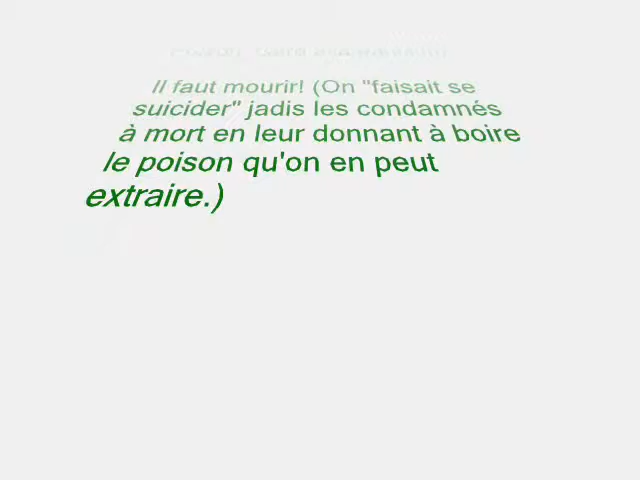 Il faut mourir! (On "faisait se
suicider" jadis les condamnés
à mort en leur donnant à boire
le poison qu'on en peut
extraire.)